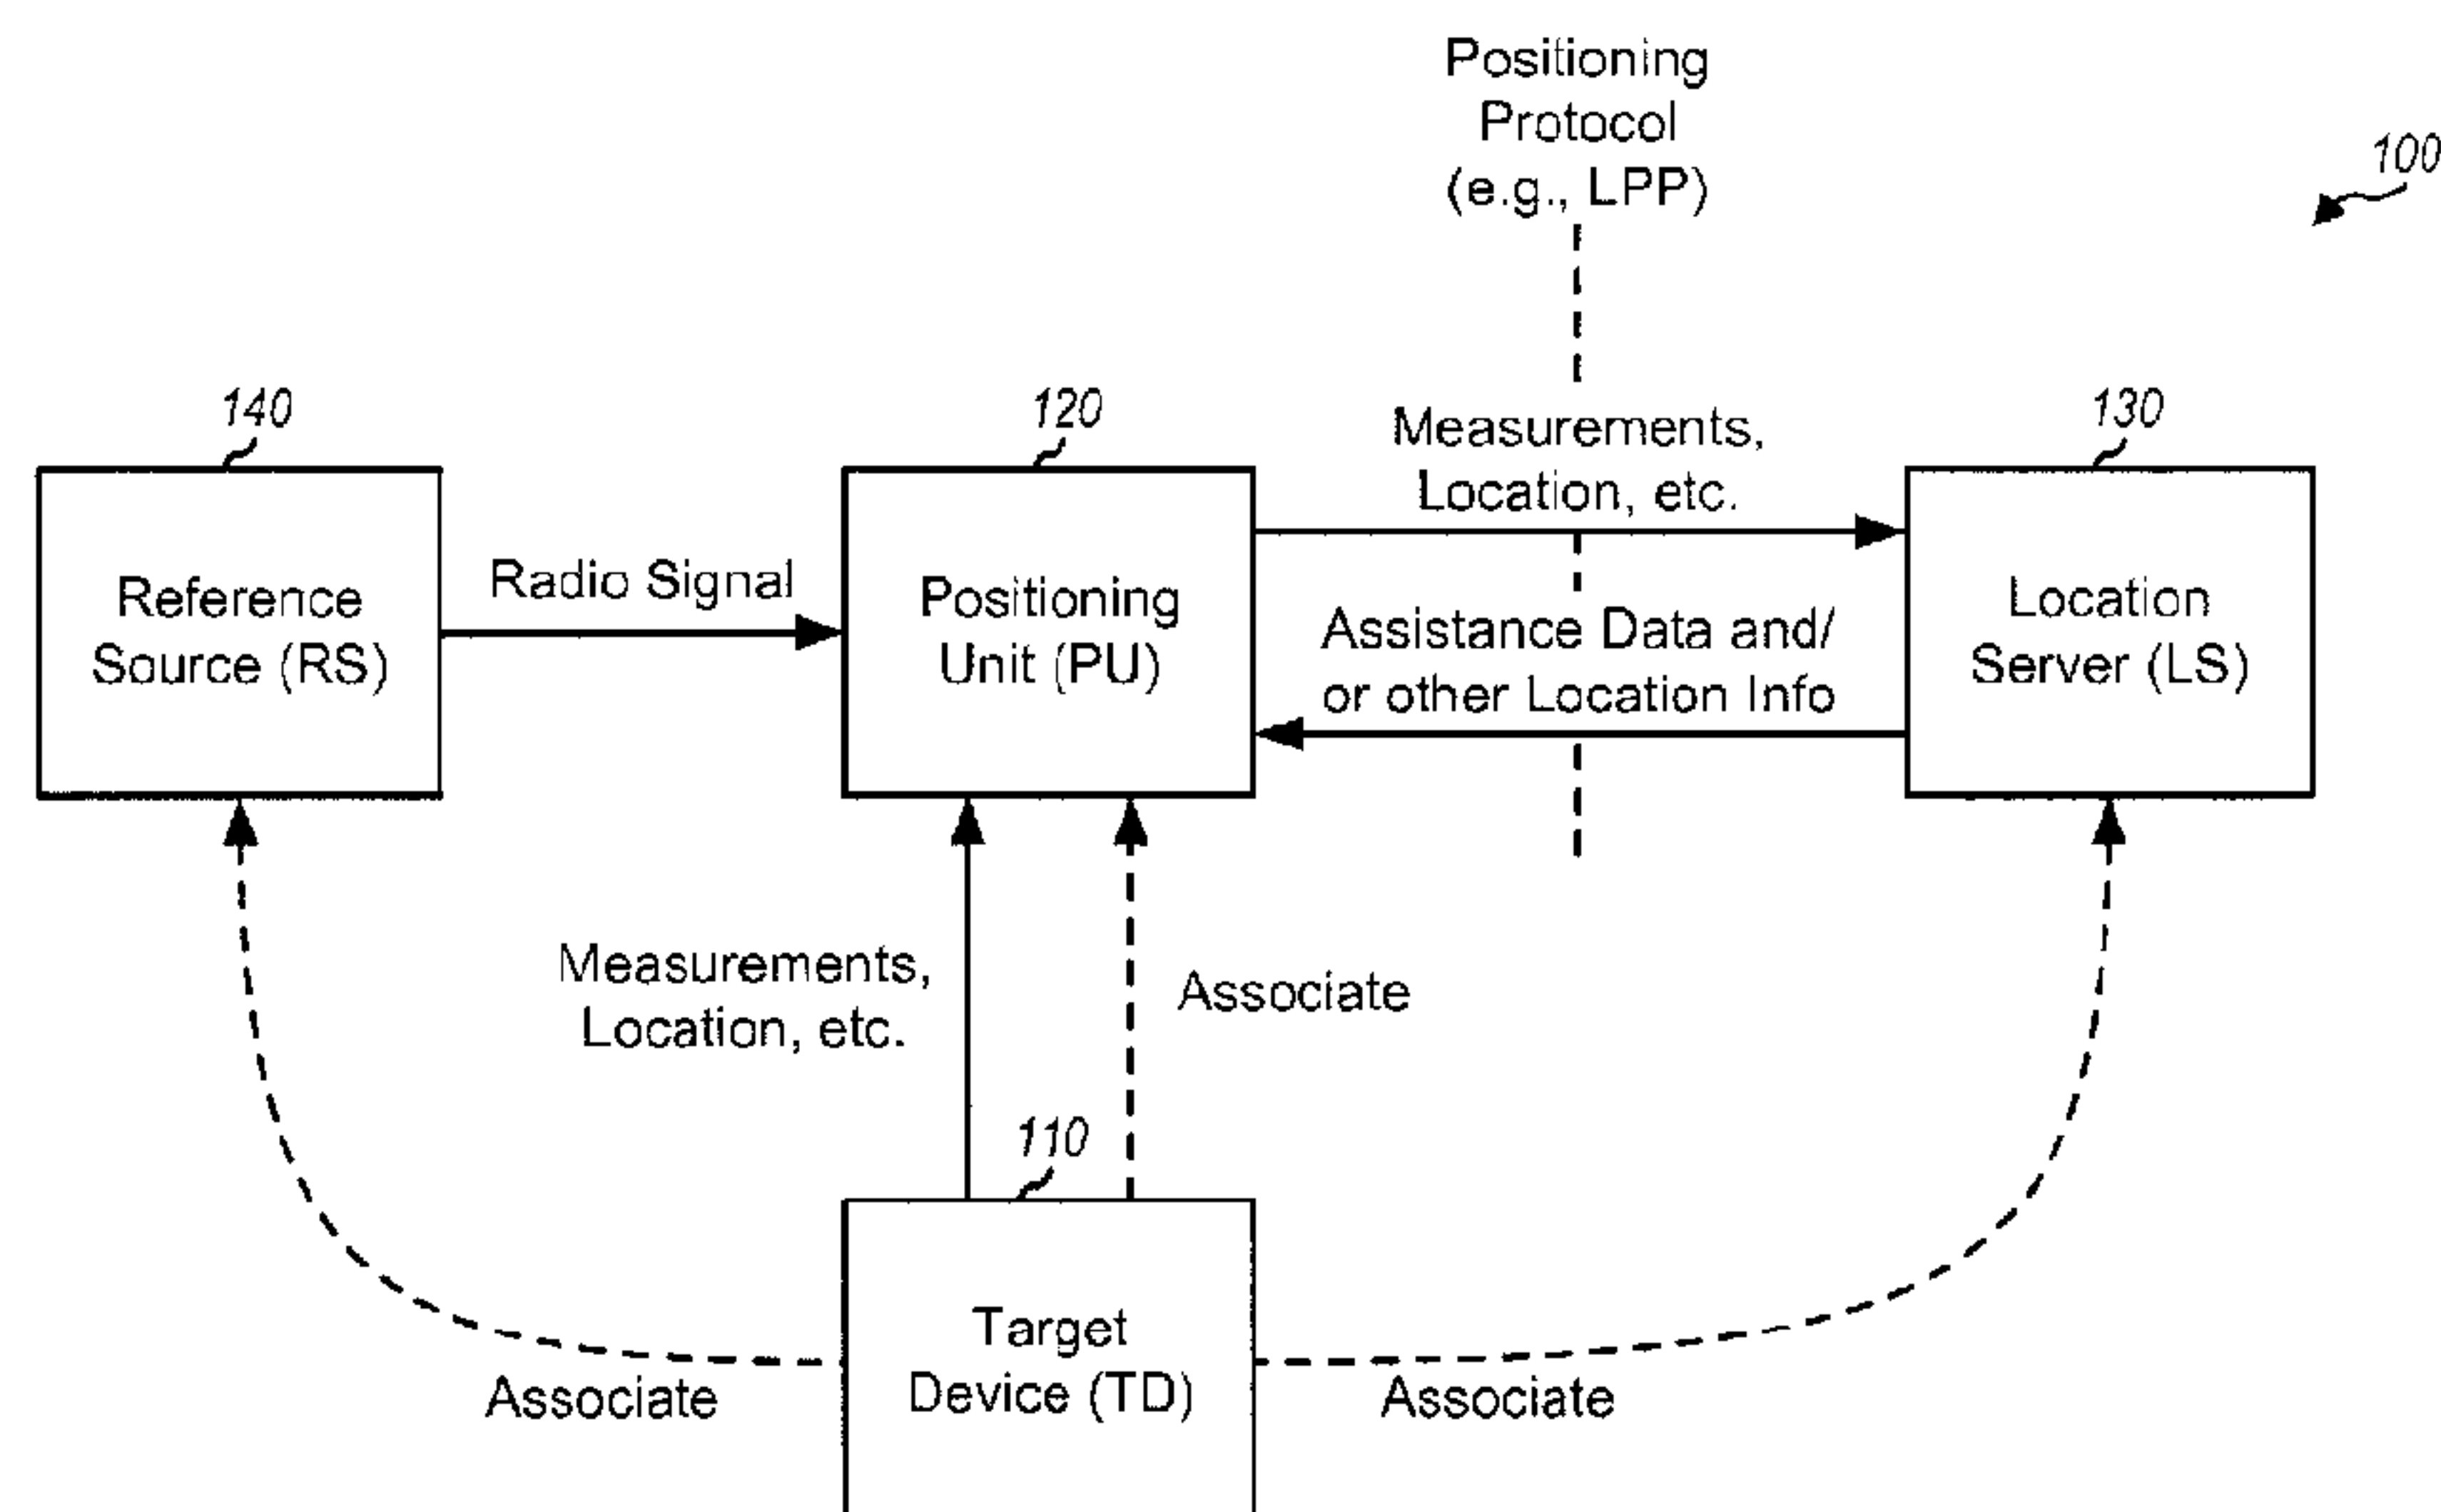 Positioning
Protocol
(e.g., LPP)
100
140
120
130
Measurements,
Location, etc.
Reference
Source (RS)
Radio Signal
Positioning
Unit (PU)
Assistance Data and/
or other Location Info
Location
Server (LS)
Measurements,
Location, etc.
Associate
110
Target
Device (TD)
Associate
Associate